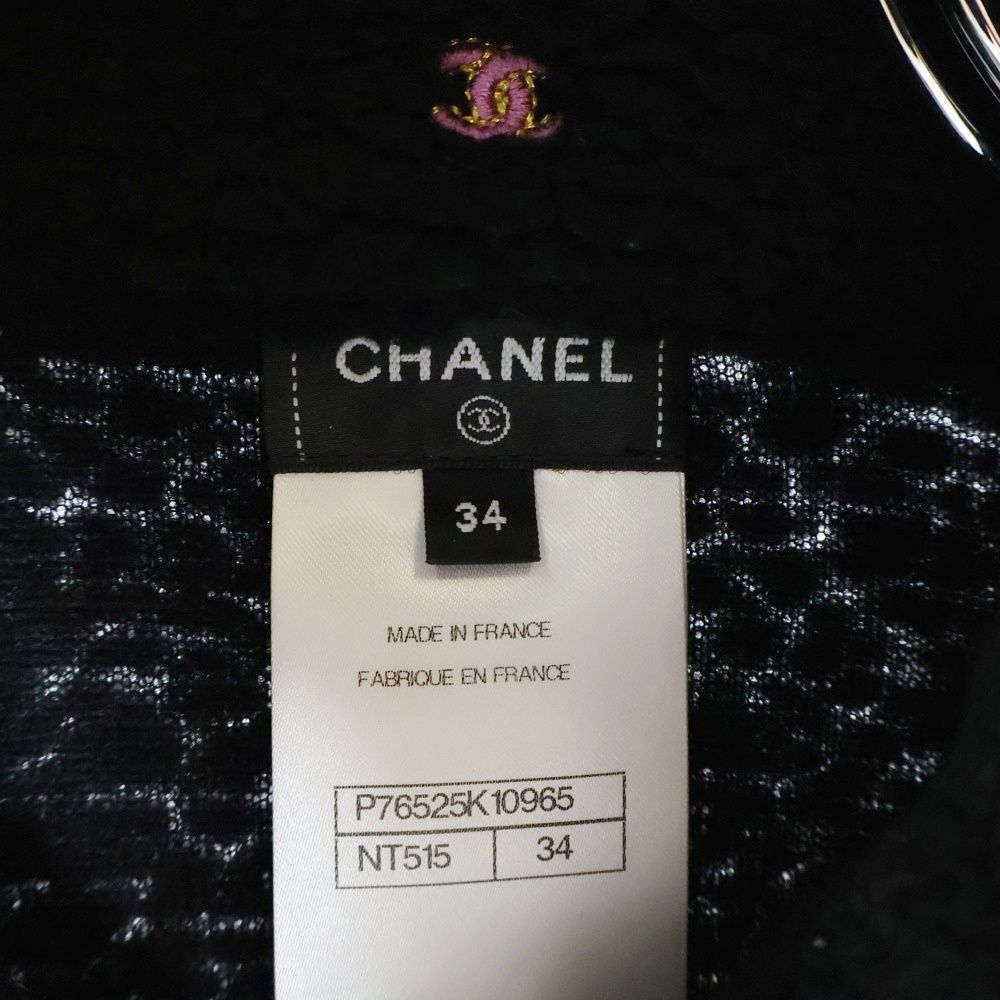 CHANEL
34
MADE IN FRANCE
FABRIQUE EN FRANCE
P76525K10965
NT515 34